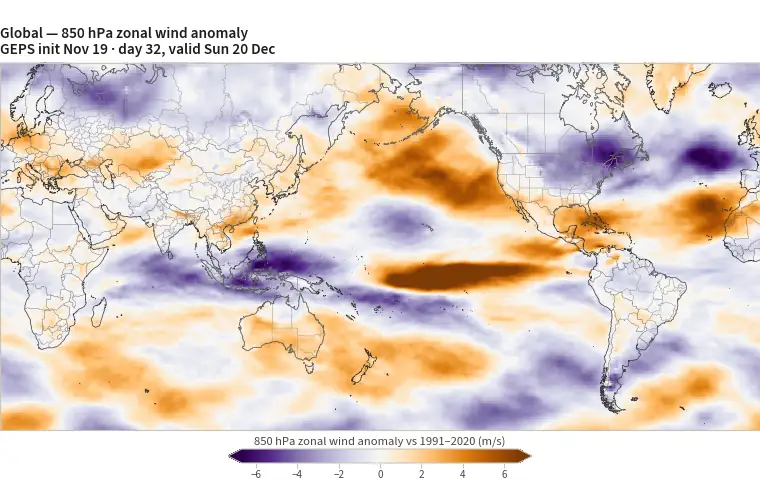 Global — 850 hPa zonal wind anomaly
GEPS init Nov 19 · day 32, valid Sun 20 Dec
850 hPa zonal wind anomaly vs 1991−2020 (m/s)
−6 −4 −2 0 2 4 6